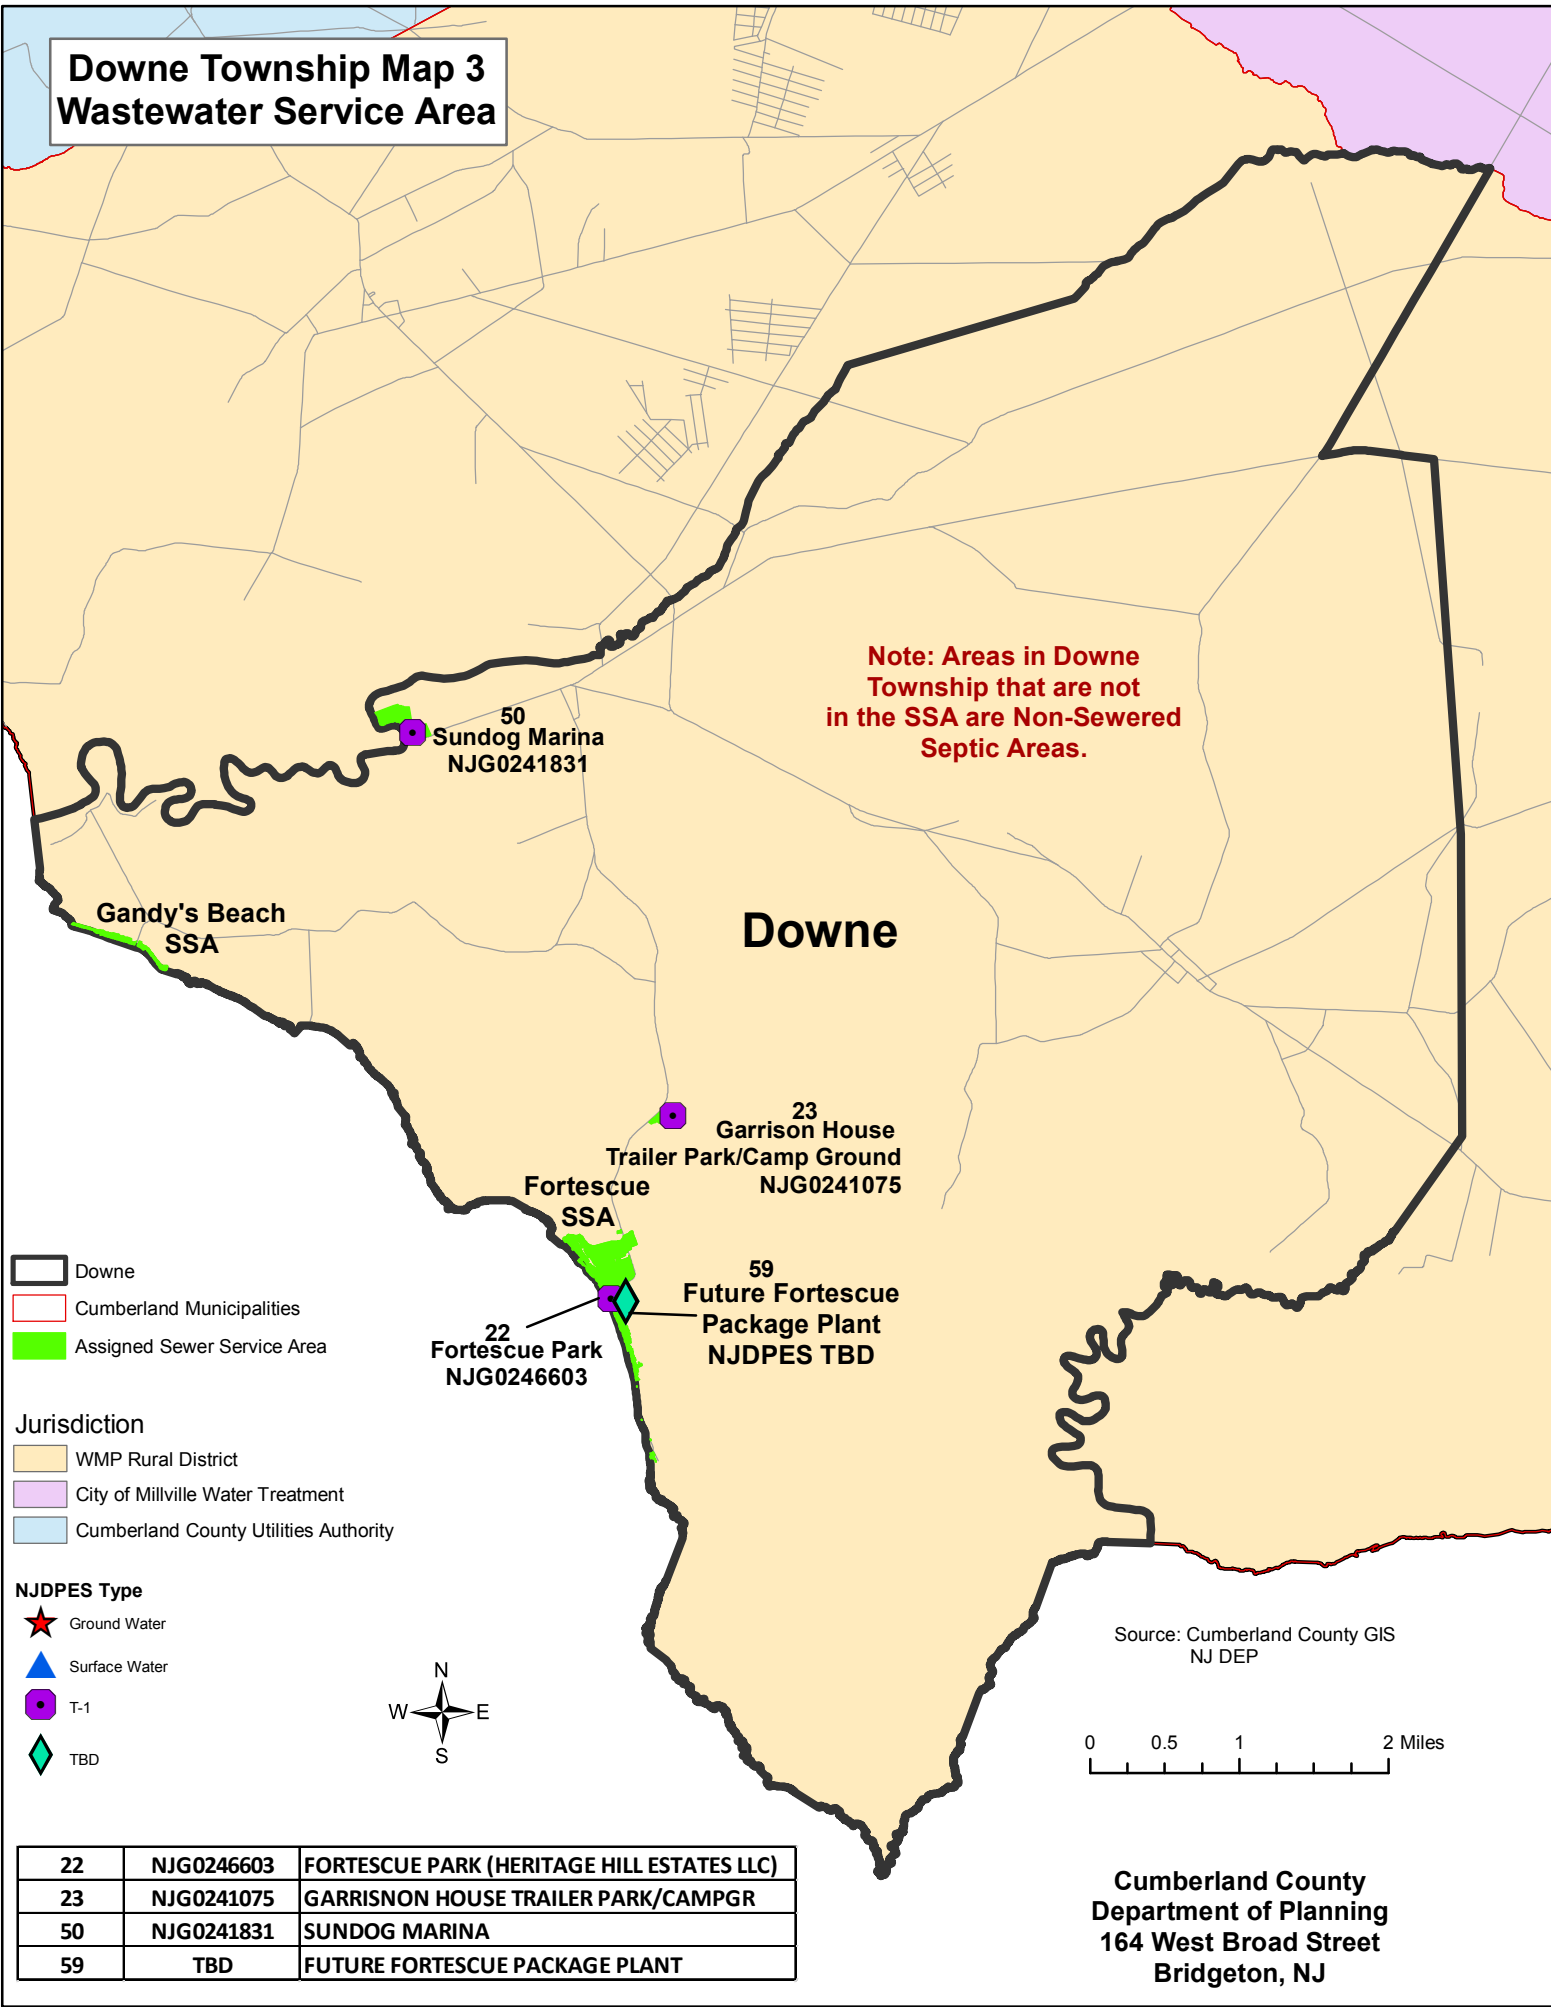 Downe Township Map 3
Wastewater Service Area
Note: Areas in Downe
Township that are not
in the SSA are Non-Sewered
Septic Areas.
50
Sundog Marina
NJG0241831
Gandy's Beach
SSA
Downe
23
Garrison House
Trailer Park/Camp Ground
NJG0241075
Fortescue
SSA
59
Future Fortescue
Package Plant
NJDPES TBD
22
Fortescue Park
NJG0246603
Downe
Cumberland Municipalities
Assigned Sewer Service Area
Jurisdiction
WMP Rural District
City of Millville Water Treatment
Cumberland County Utilities Authority
NJDPES Type
Ground Water
Surface Water
T-1
TBD
N
W E
S
Source: Cumberland County GIS
NJ DEP
0 0.5 1 2 Miles
22 NJG0246603 FORTESCUE PARK (HERITAGE HILL ESTATES LLC)
23 NJG0241075 GARRISNON HOUSE TRAILER PARK/CAMPGR
50 NJG0241831 SUNDOG MARINA
59 TBD FUTURE FORTESCUE PACKAGE PLANT
Cumberland County
Department of Planning
164 West Broad Street
Bridgeton, NJ